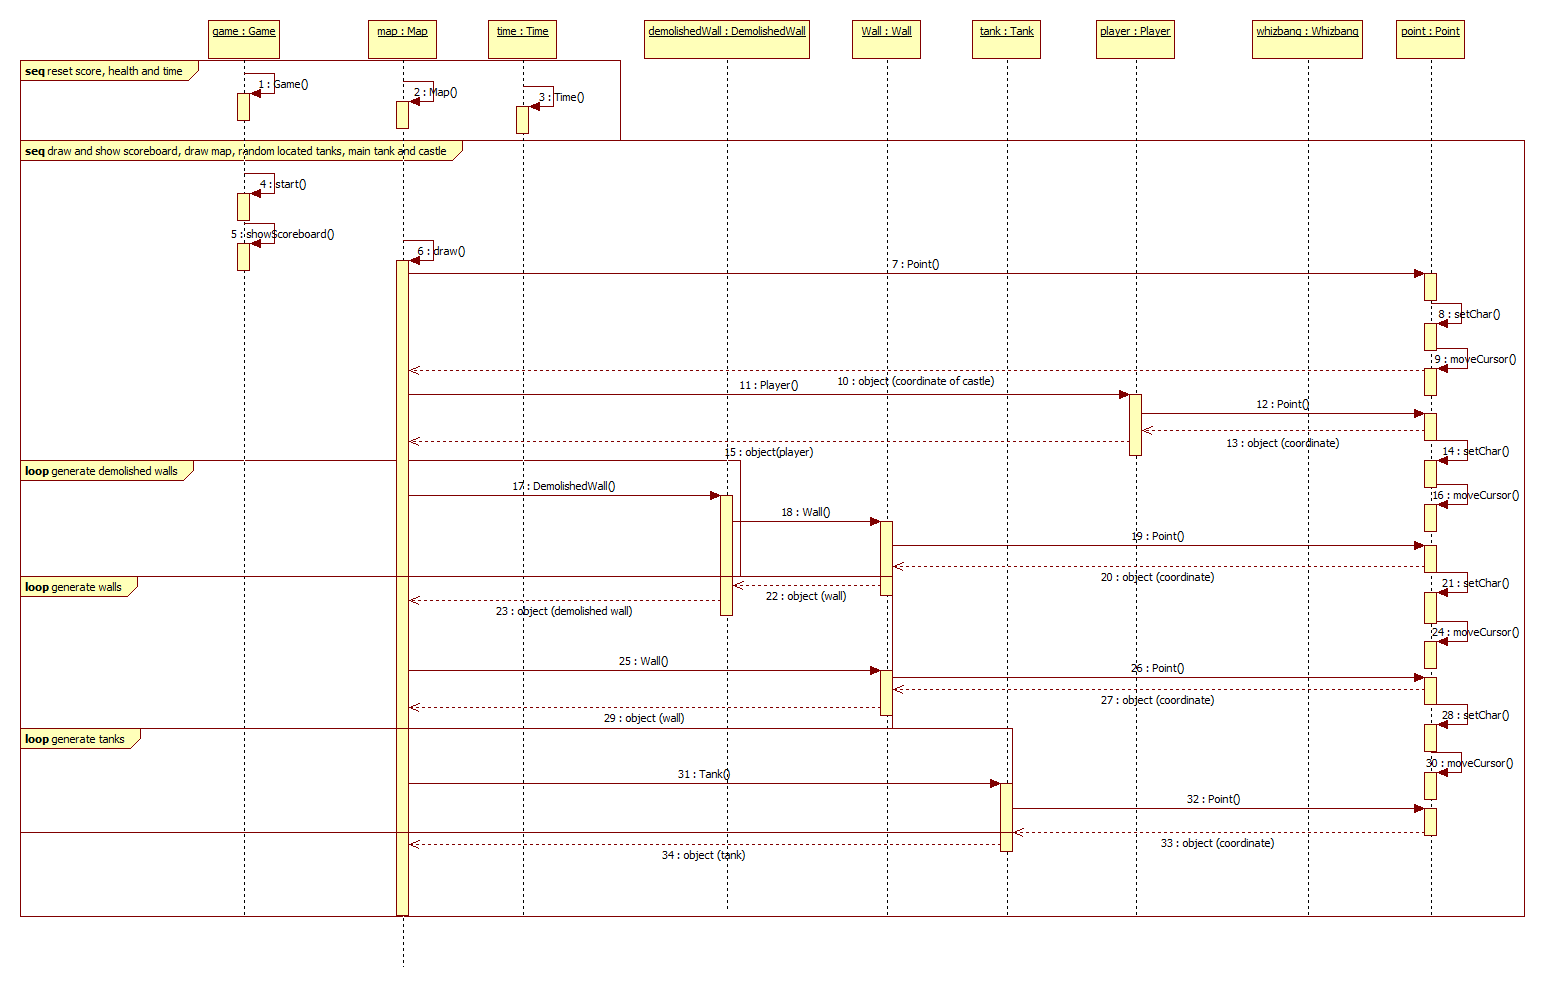 game : Game
map : Map
time : Time
demolishedWall : DemolishedWall
Wall : Wall
tank : Tank
player : Player
whizbang : Whizbang
point : Point
seq reset score, health and time
1 : Game()
2 : Map()
3 : Time()
seq draw and show scoreboard, draw map, random located tanks, main tank and castle
4 : start()
5 : showScoreboard()
6 : draw()
7 : Point()
8 : setChar()
9 : moveCursor()
10 : object (coordinate of castle)
11 : Player()
12 : Point()
13 : object (coordinate)
14 : setChar()
15 : object(player)
loop generate demolished walls
16 : moveCursor()
17 : DemolishedWall()
18 : Wall()
19 : Point()
20 : object (coordinate)
loop generate walls
21 : setChar()
22 : object (wall)
23 : object (demolished wall)
24 : moveCursor()
25 : Wall()
26 : Point()
27 : object (coordinate)
28 : setChar()
29 : object (wall)
loop generate tanks
30 : moveCursor()
31 : Tank()
32 : Point()
33 : object (coordinate)
34 : object (tank)